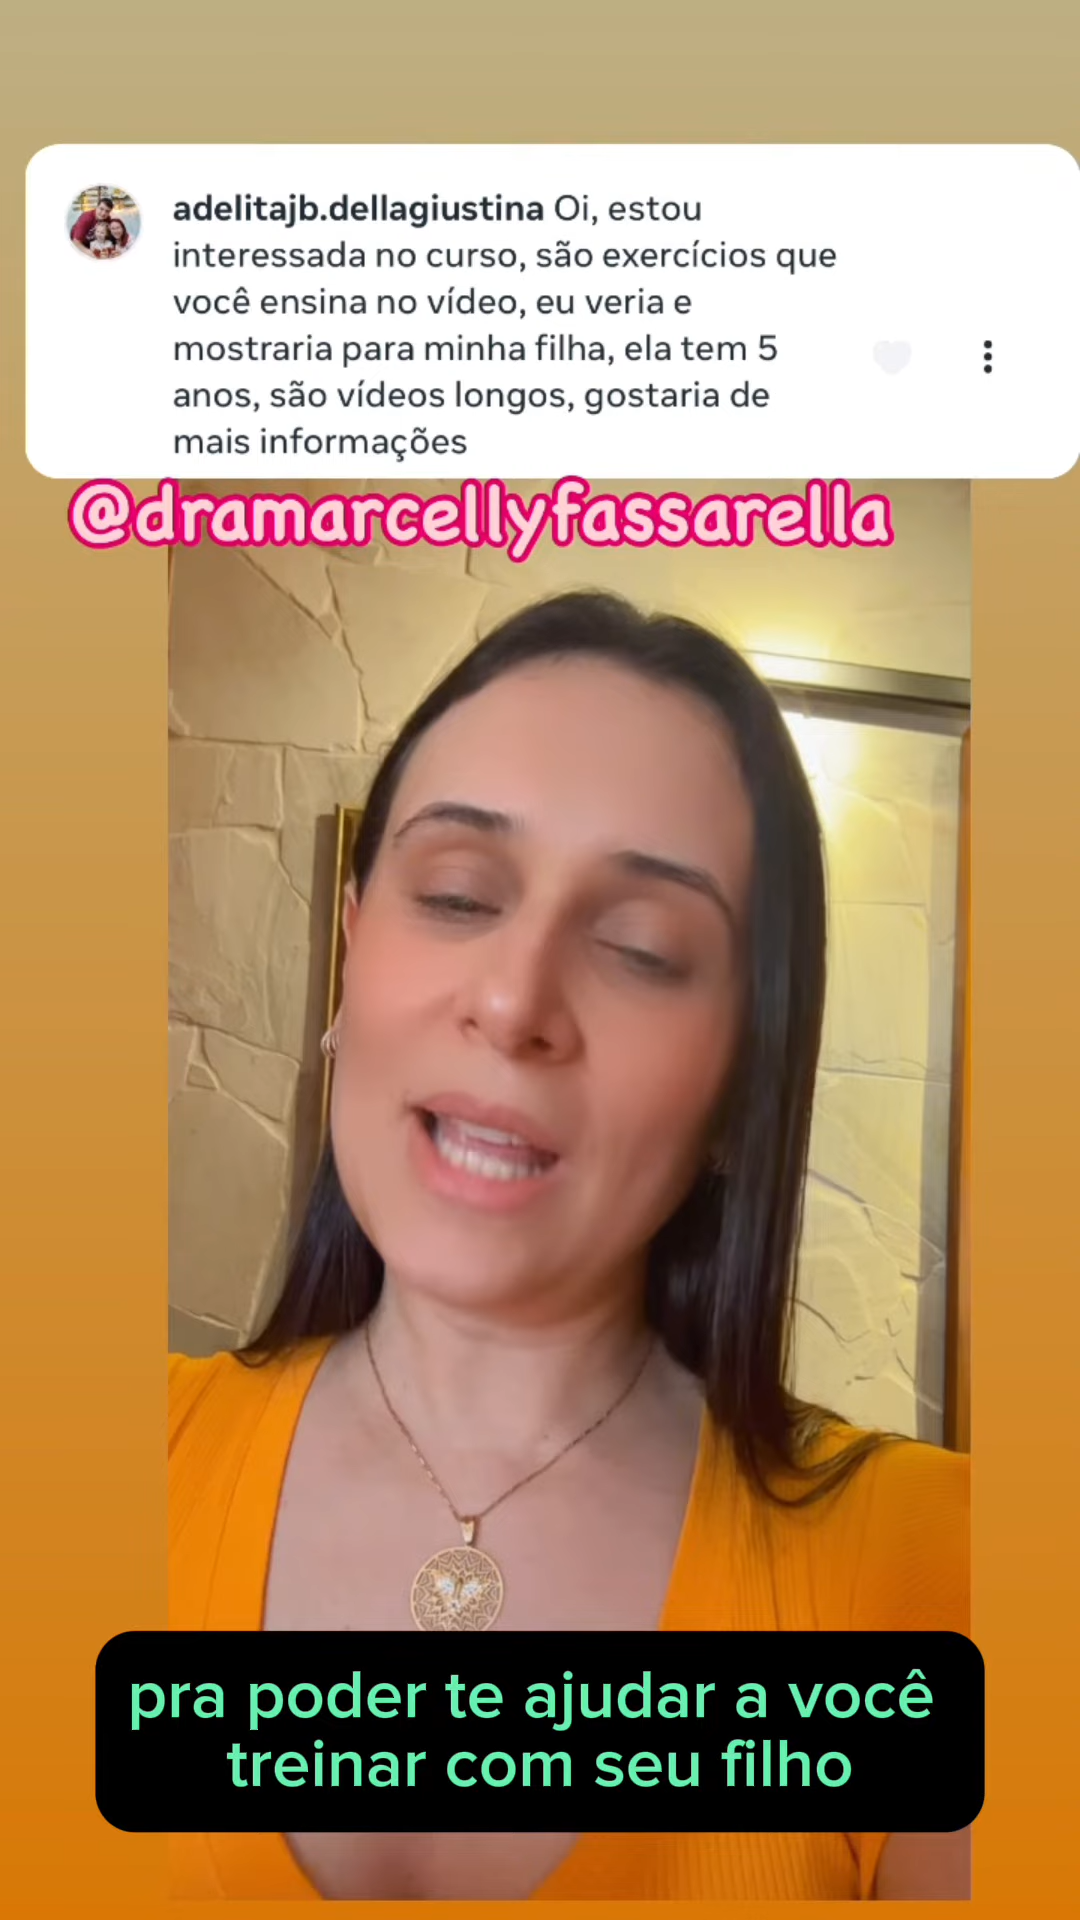 adelitajb.dellagiustina Oi, estou
interessada no curso, são exercícios que
você ensina no vídeo, eu veria e
mostraria para minha filha, ela tem 5
anos, são vídeos longos, gostaria de
mais informações
@dramarcellyfassarella
pra poder te ajudar a você
treinar com seu filho